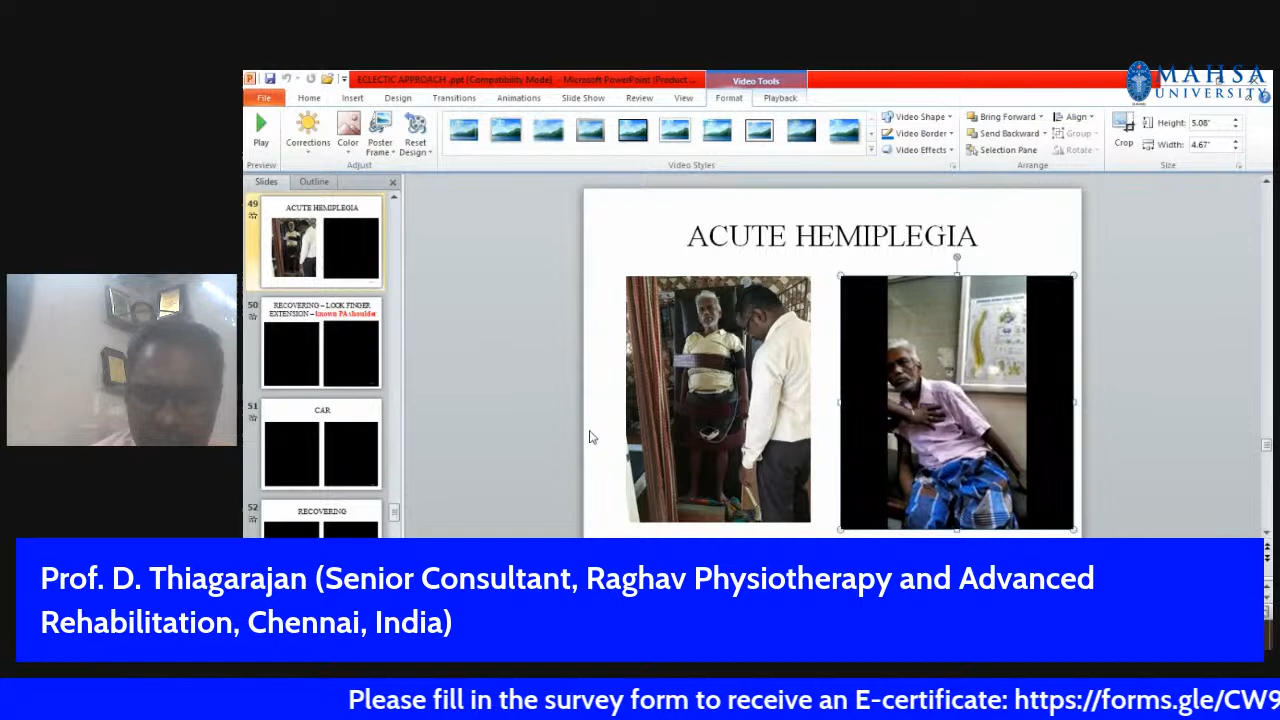 MAHSA
UNIVERSITY
ECLECTIC APPROACH .ppt [Compatibility Mode] - Microsoft PowerPoint (Product ...
Video Tools
File Home Insert Design Transitions Animations Slide Show Review View Format Playback
Play
Corrections
Color
Poster Frame
Reset Design
Video Shape
Video Border
Video Effects
Bring Forward
Send Backward
Selection Pane
Align
Group
Rotate
Crop
Height: 5.08"
Width: 4.67"
Preview
Adjust
Video Styles
Arrange
Size
Slides Outline
49
ACUTE HEMIPLEGIA
50
RECOVERING – LOOK FINGER
EXTENSION – known PA shoulder
51
CAR
52
RECOVERING
ACUTE HEMIPLEGIA
Prof. D. Thiagarajan (Senior Consultant, Raghav Physiotherapy and Advanced
Rehabilitation, Chennai, India)
Please fill in the survey form to receive an E-certificate: https://forms.gle/CW9